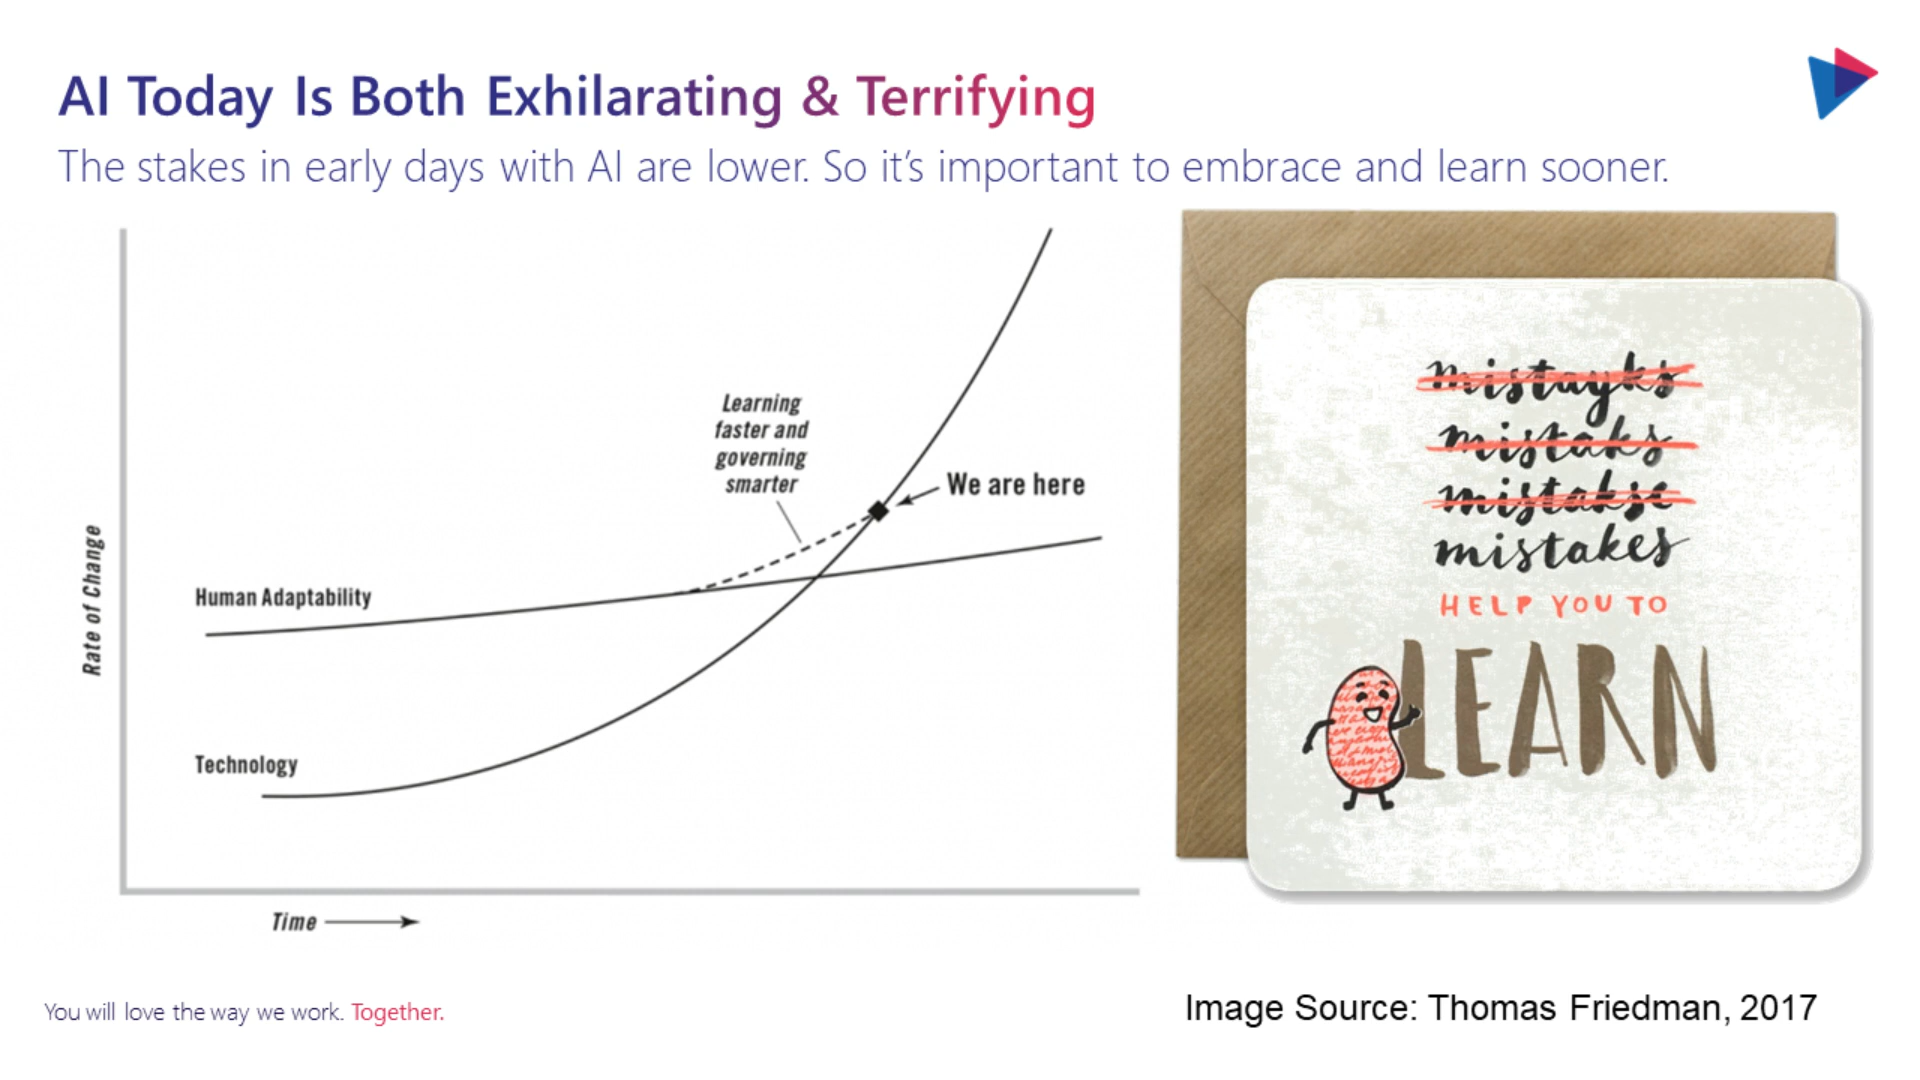 AI Today Is Both Exhilarating & Terrifying
The stakes in early days with AI are lower. So it's important to embrace and learn sooner.
Rate of Change
Learning
faster and
governing
smarter
We are here
Human Adaptability
Technology
Time
mistayks
mistaks
mistakse
mistakes
HELP YOU TO
LEARN
You will love the way we work. Together.
Image Source: Thomas Friedman, 2017